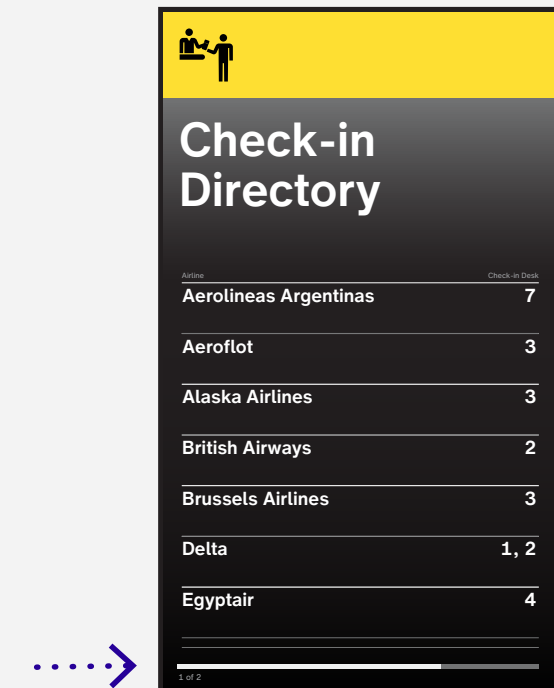 Check-in
Directory
Airline Check-in Desk
Aerolineas Argentinas 7
Aeroflot 3
Alaska Airlines 3
British Airways 2
Brussels Airlines 3
Delta 1, 2
Egyptair 4
1 of 2